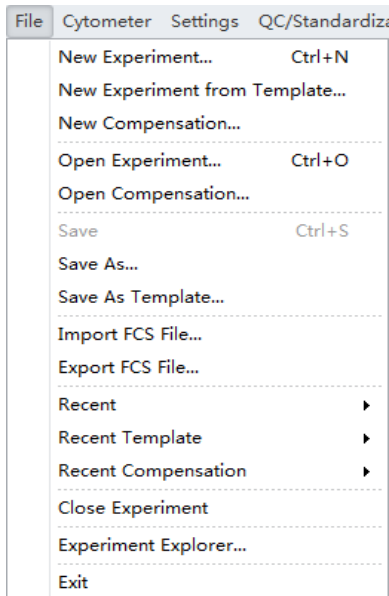 File Cytometer Settings QC/Standardiza
New Experiment... Ctrl+N
New Experiment from Template...
New Compensation...
Open Experiment... Ctrl+O
Open Compensation...
Save Ctrl+S
Save As...
Save As Template...
Import FCS File...
Export FCS File...
Recent
Recent Template
Recent Compensation
Close Experiment
Experiment Explorer...
Exit